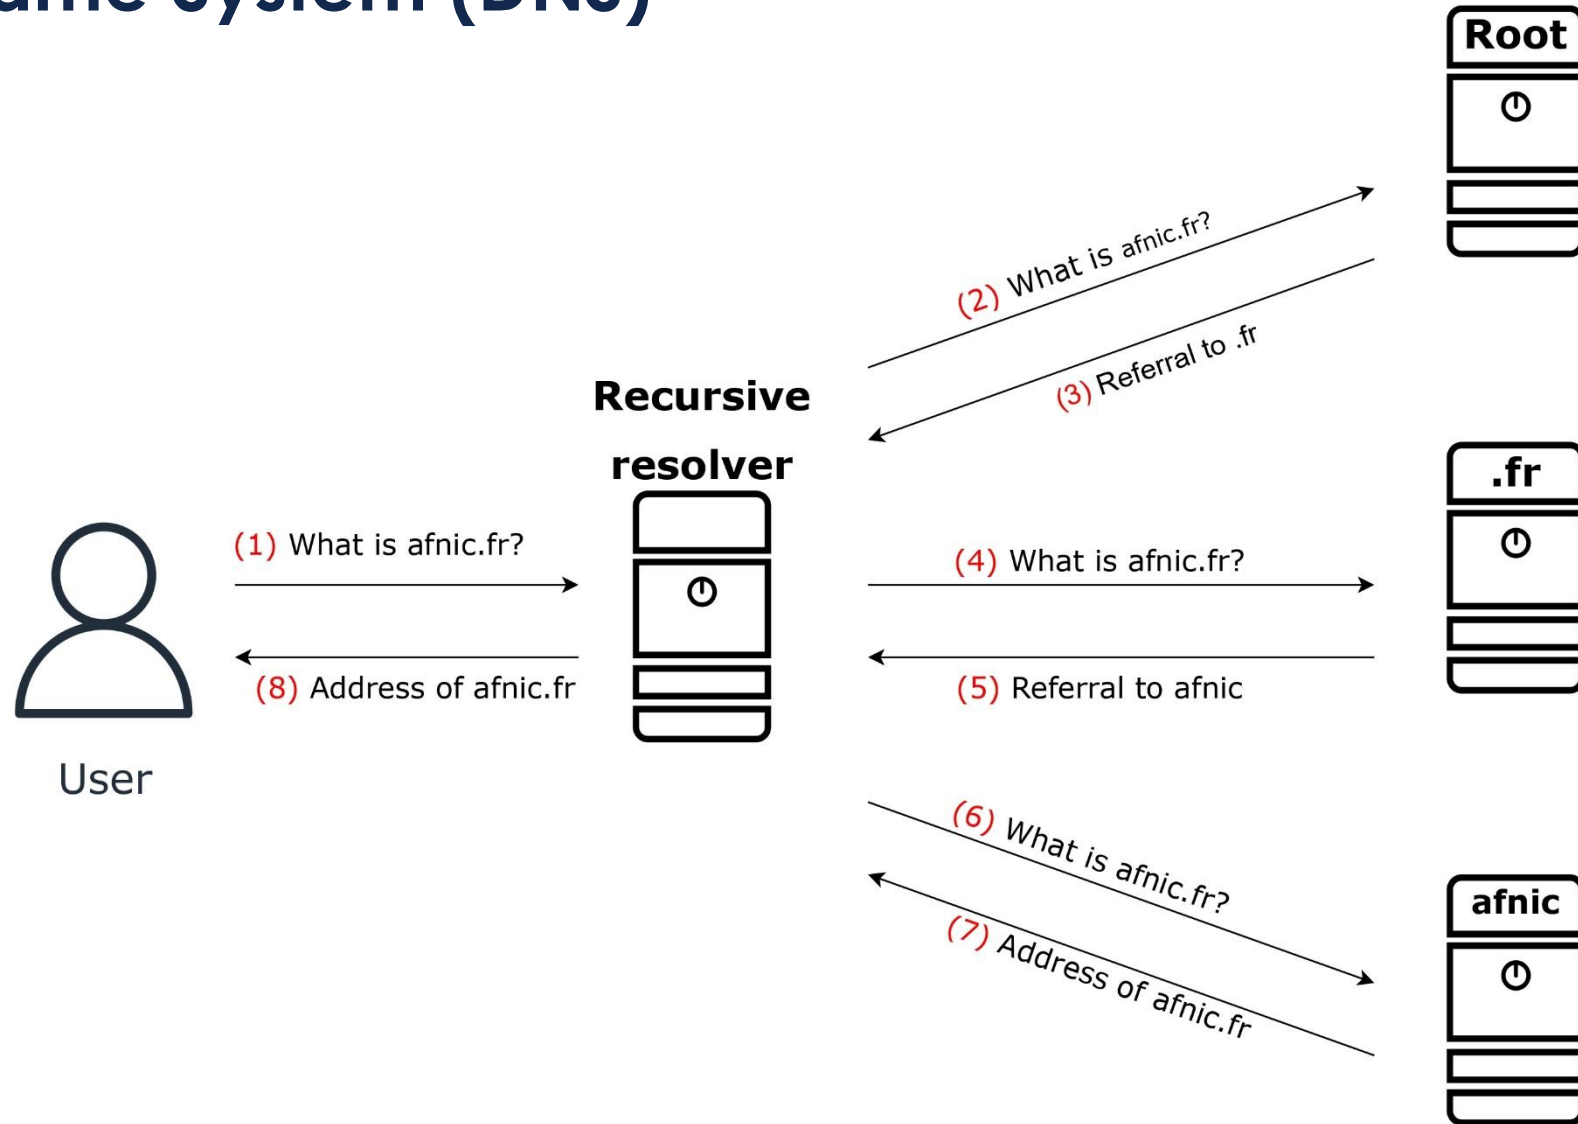 System (DNS)
Root
(2) What is afnic.fr?
(3) Referral to .fr
Recursive
resolver
.fr
(1) What is afnic.fr?
(4) What is afnic.fr?
(8) Address of afnic.fr
(5) Referral to afnic
User
(6) What is afnic.fr?
(7) Address of afnic.fr
afnic